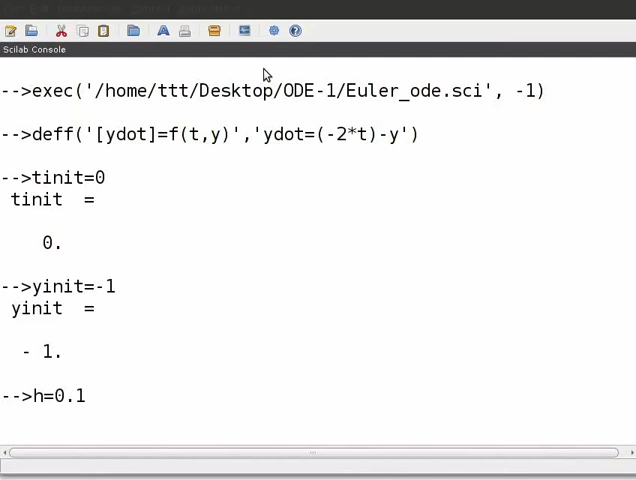 Scilab Console
-->exec('/home/ttt/Desktop/ODE-1/Euler_ode.sci', -1)
-->deff('[ydot]=f(t,y)','ydot=(-2*t)-y')
-->tinit=0
tinit  =
0.
-->yinit=-1
yinit  =
- 1.
-->h=0.1